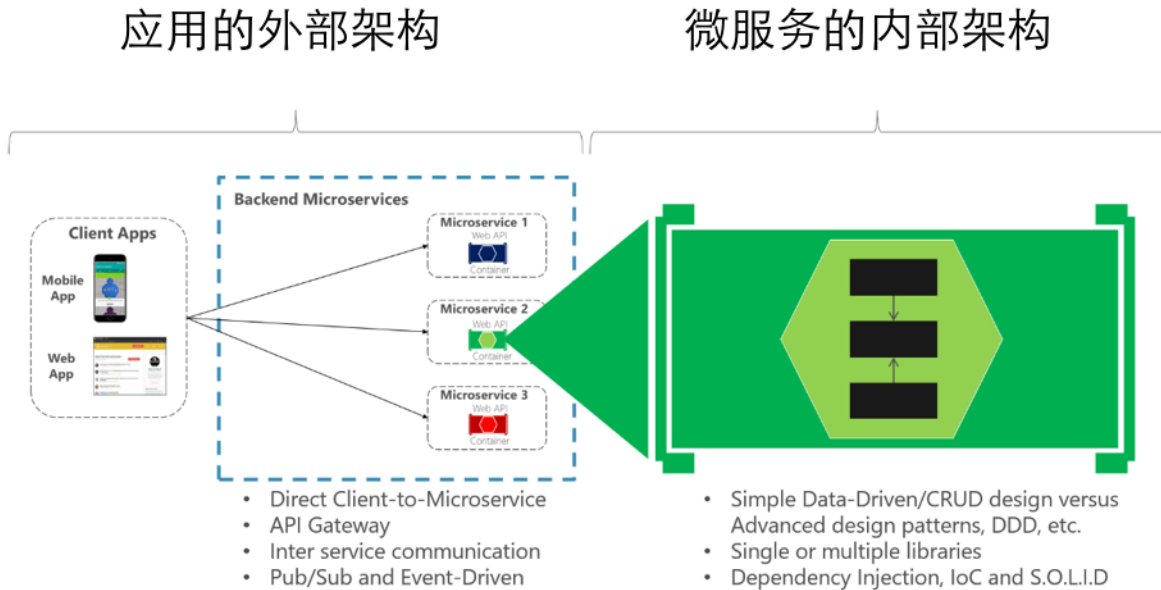 应用的外部架构
微服务的内部架构
Backend Microservices
Client Apps
Mobile
App
Web
App
Microservice 1
Web API
Container
Microservice 2
Web API
Container
Microservice 3
Web API
Container
• Direct Client-to-Microservice
• API Gateway
• Inter service communication
• Pub/Sub and Event-Driven
• Simple Data-Driven/CRUD design versus
Advanced design patterns, DDD, etc.
• Single or multiple libraries
• Dependency Injection, IoC and S.O.L.I.D